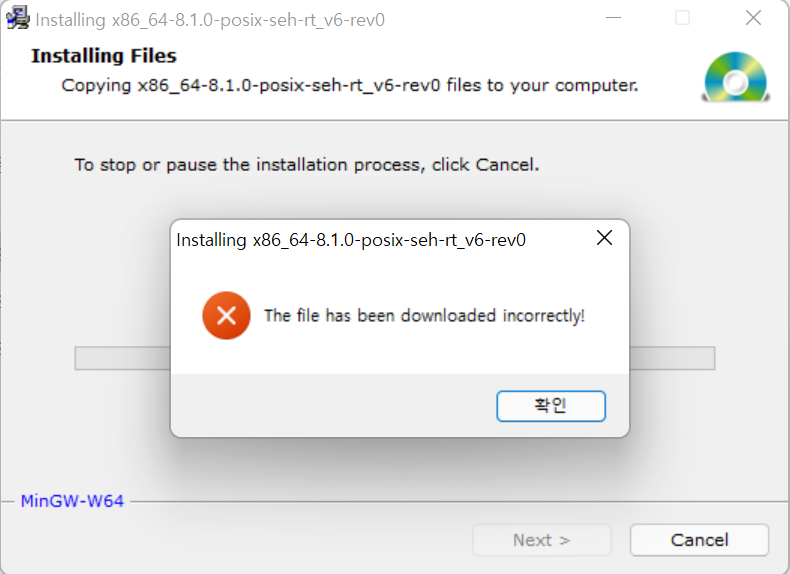 Installing x86_64-8.1.0-posix-seh-rt_v6-rev0
Installing Files
Copying x86_64-8.1.0-posix-seh-rt_v6-rev0 files to your computer.
To stop or pause the installation process, click Cancel.
Installing x86_64-8.1.0-posix-seh-rt_v6-rev0
The file has been downloaded incorrectly!
확인
MinGW-W64
Next >
Cancel